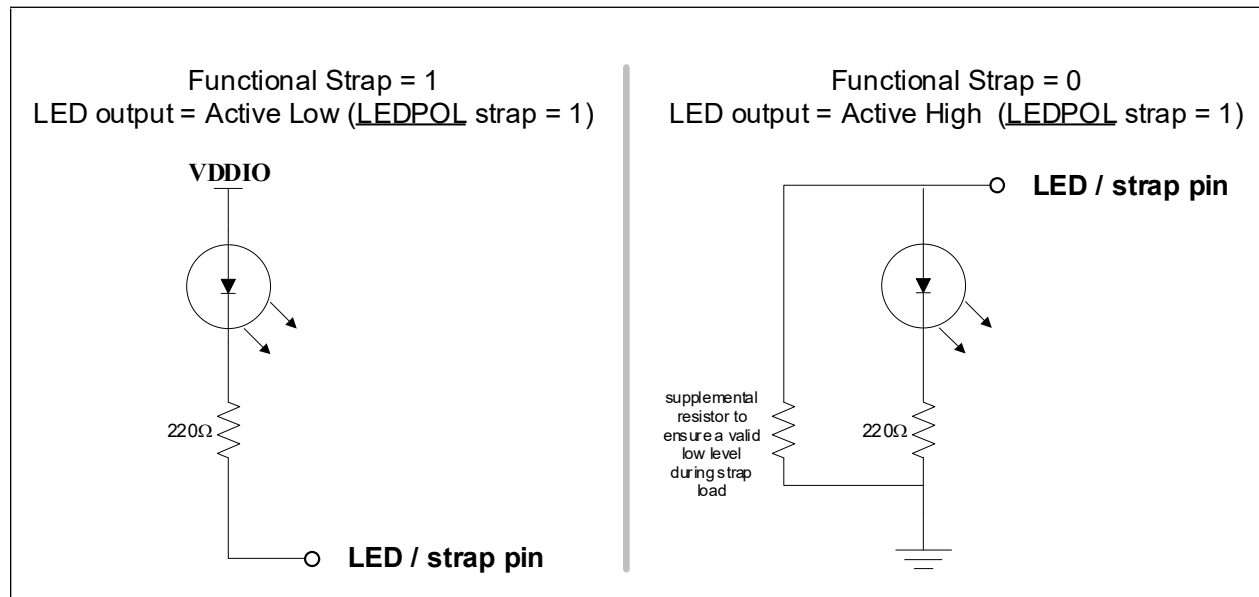 Functional Strap = 1
LED output = Active Low (LEDPOL strap = 1)
VDDIO
220Ω
LED / strap pin
Functional Strap = 0
LED output = Active High (LEDPOL strap = 1)
LED / strap pin
supplemental
resistor to
ensure a valid
low level
during strap
load
220Ω